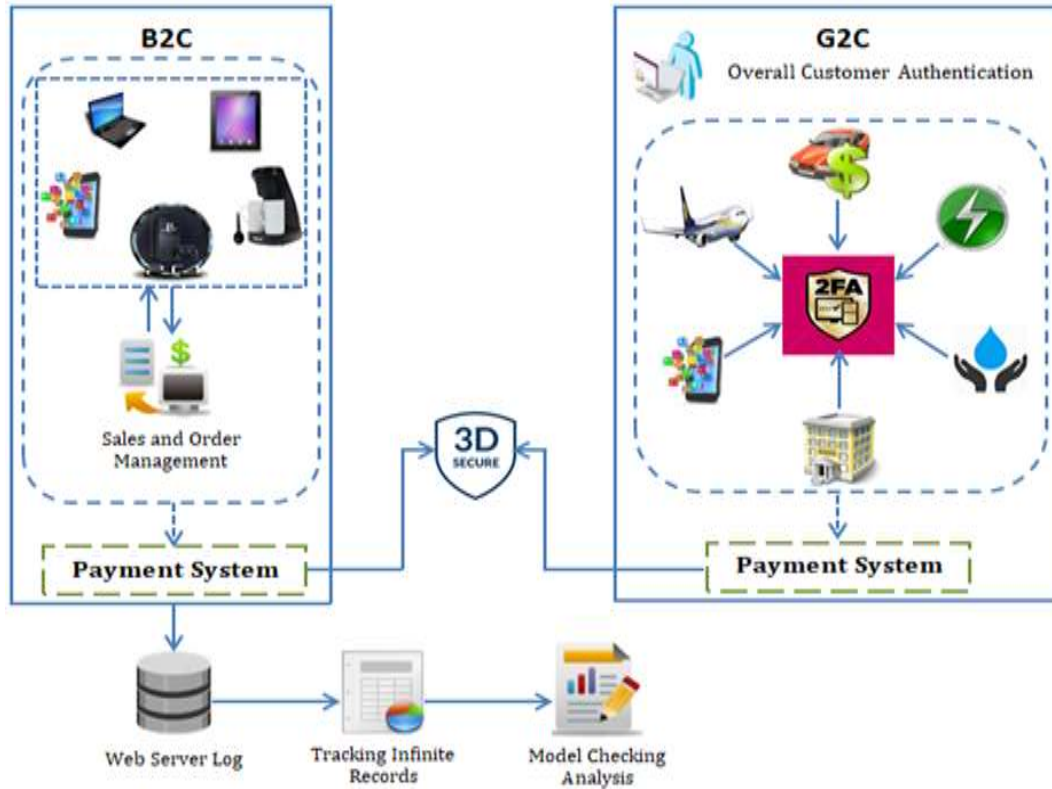 B2C
G2C
Overall Customer Authentication
2FA
Sales and Order
Management
3D
SECURE
Payment System
Payment System
Web Server Log
Tracking Infinite
Records
Model Checking
Analysis